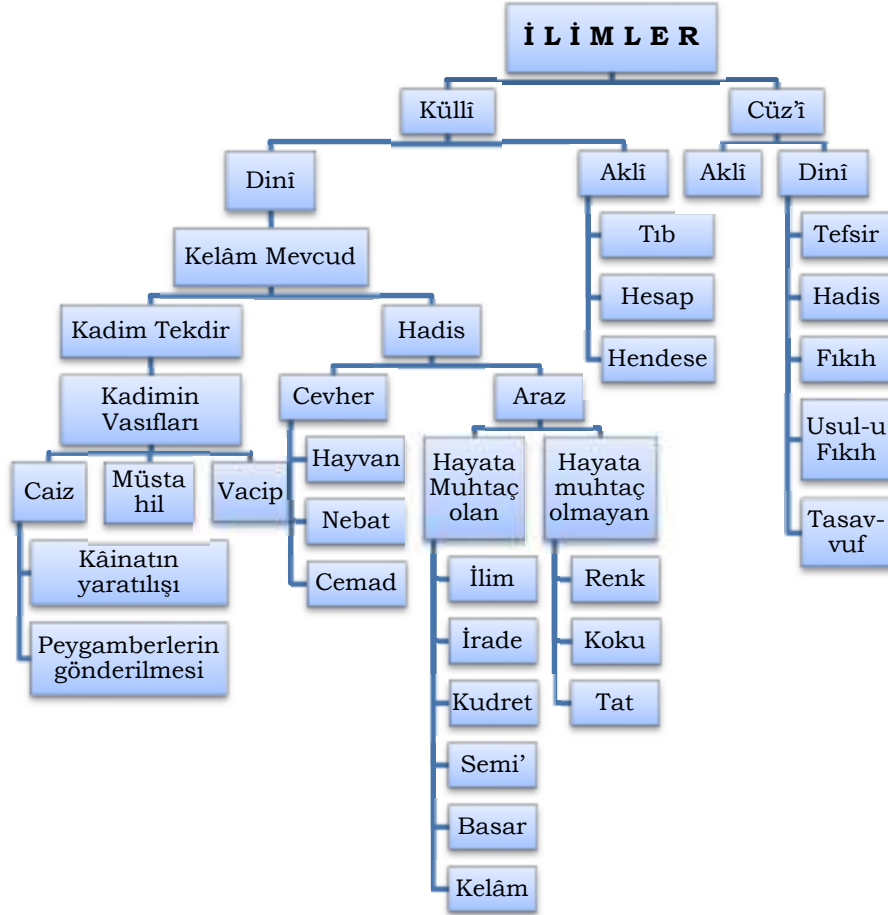 İ L İ M L E R
Küllî
Cüz'î
Dinî
Aklî
Aklî
Dinî
Kelâm Mevcud
Tıb
Hesap
Hendese
Tefsir
Hadis
Fıkıh
Usul-u
Fıkıh
Tasav-
vuf
Kadim Tekdir
Hadis
Kadimin
Vasıfları
Cevher
Araz
Caiz
Müsta
hil
Vacip
Kâinatın
yaratılışı
Peygamberlerin
gönderilmesi
Hayvan
Nebat
Cemad
Hayata
Muhtaç
olan
Hayata
muhtaç
olmayan
İlim
İrade
Kudret
Semi’
Basar
Kelâm
Renk
Koku
Tat